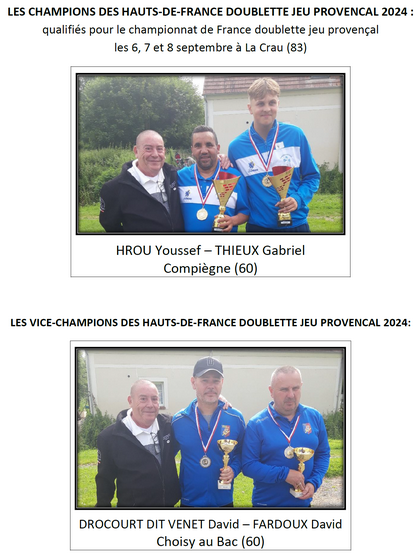 LES CHAMPIONS DES HAUTS-DE-FRANCE DOUBLETTE JEU PROVENCAL 2024 :
qualifiés pour le championnat de France doublette jeu provençal
les 6, 7 et 8 septembre à La Crau (83)
HROU Youssef – THIEUX Gabriel
Compiègne (60)
LES VICE-CHAMPIONS DES HAUTS-DE-FRANCE DOUBLETTE JEU PROVENCAL 2024:
DROCOURT DIT VENET David – FARDOUX David
Choisy au Bac (60)